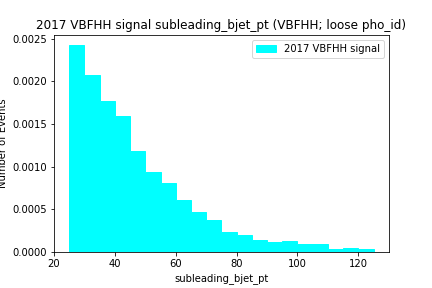 2017 VBFHH signal subleading_bjet_pt (VBFHH; loose pho_id)
2017 VBFHH signal
Number of Events
0.0025
0.0020
0.0015
0.0010
0.0005
0.0000
20 40 60 80 100 120
subleading_bjet_pt